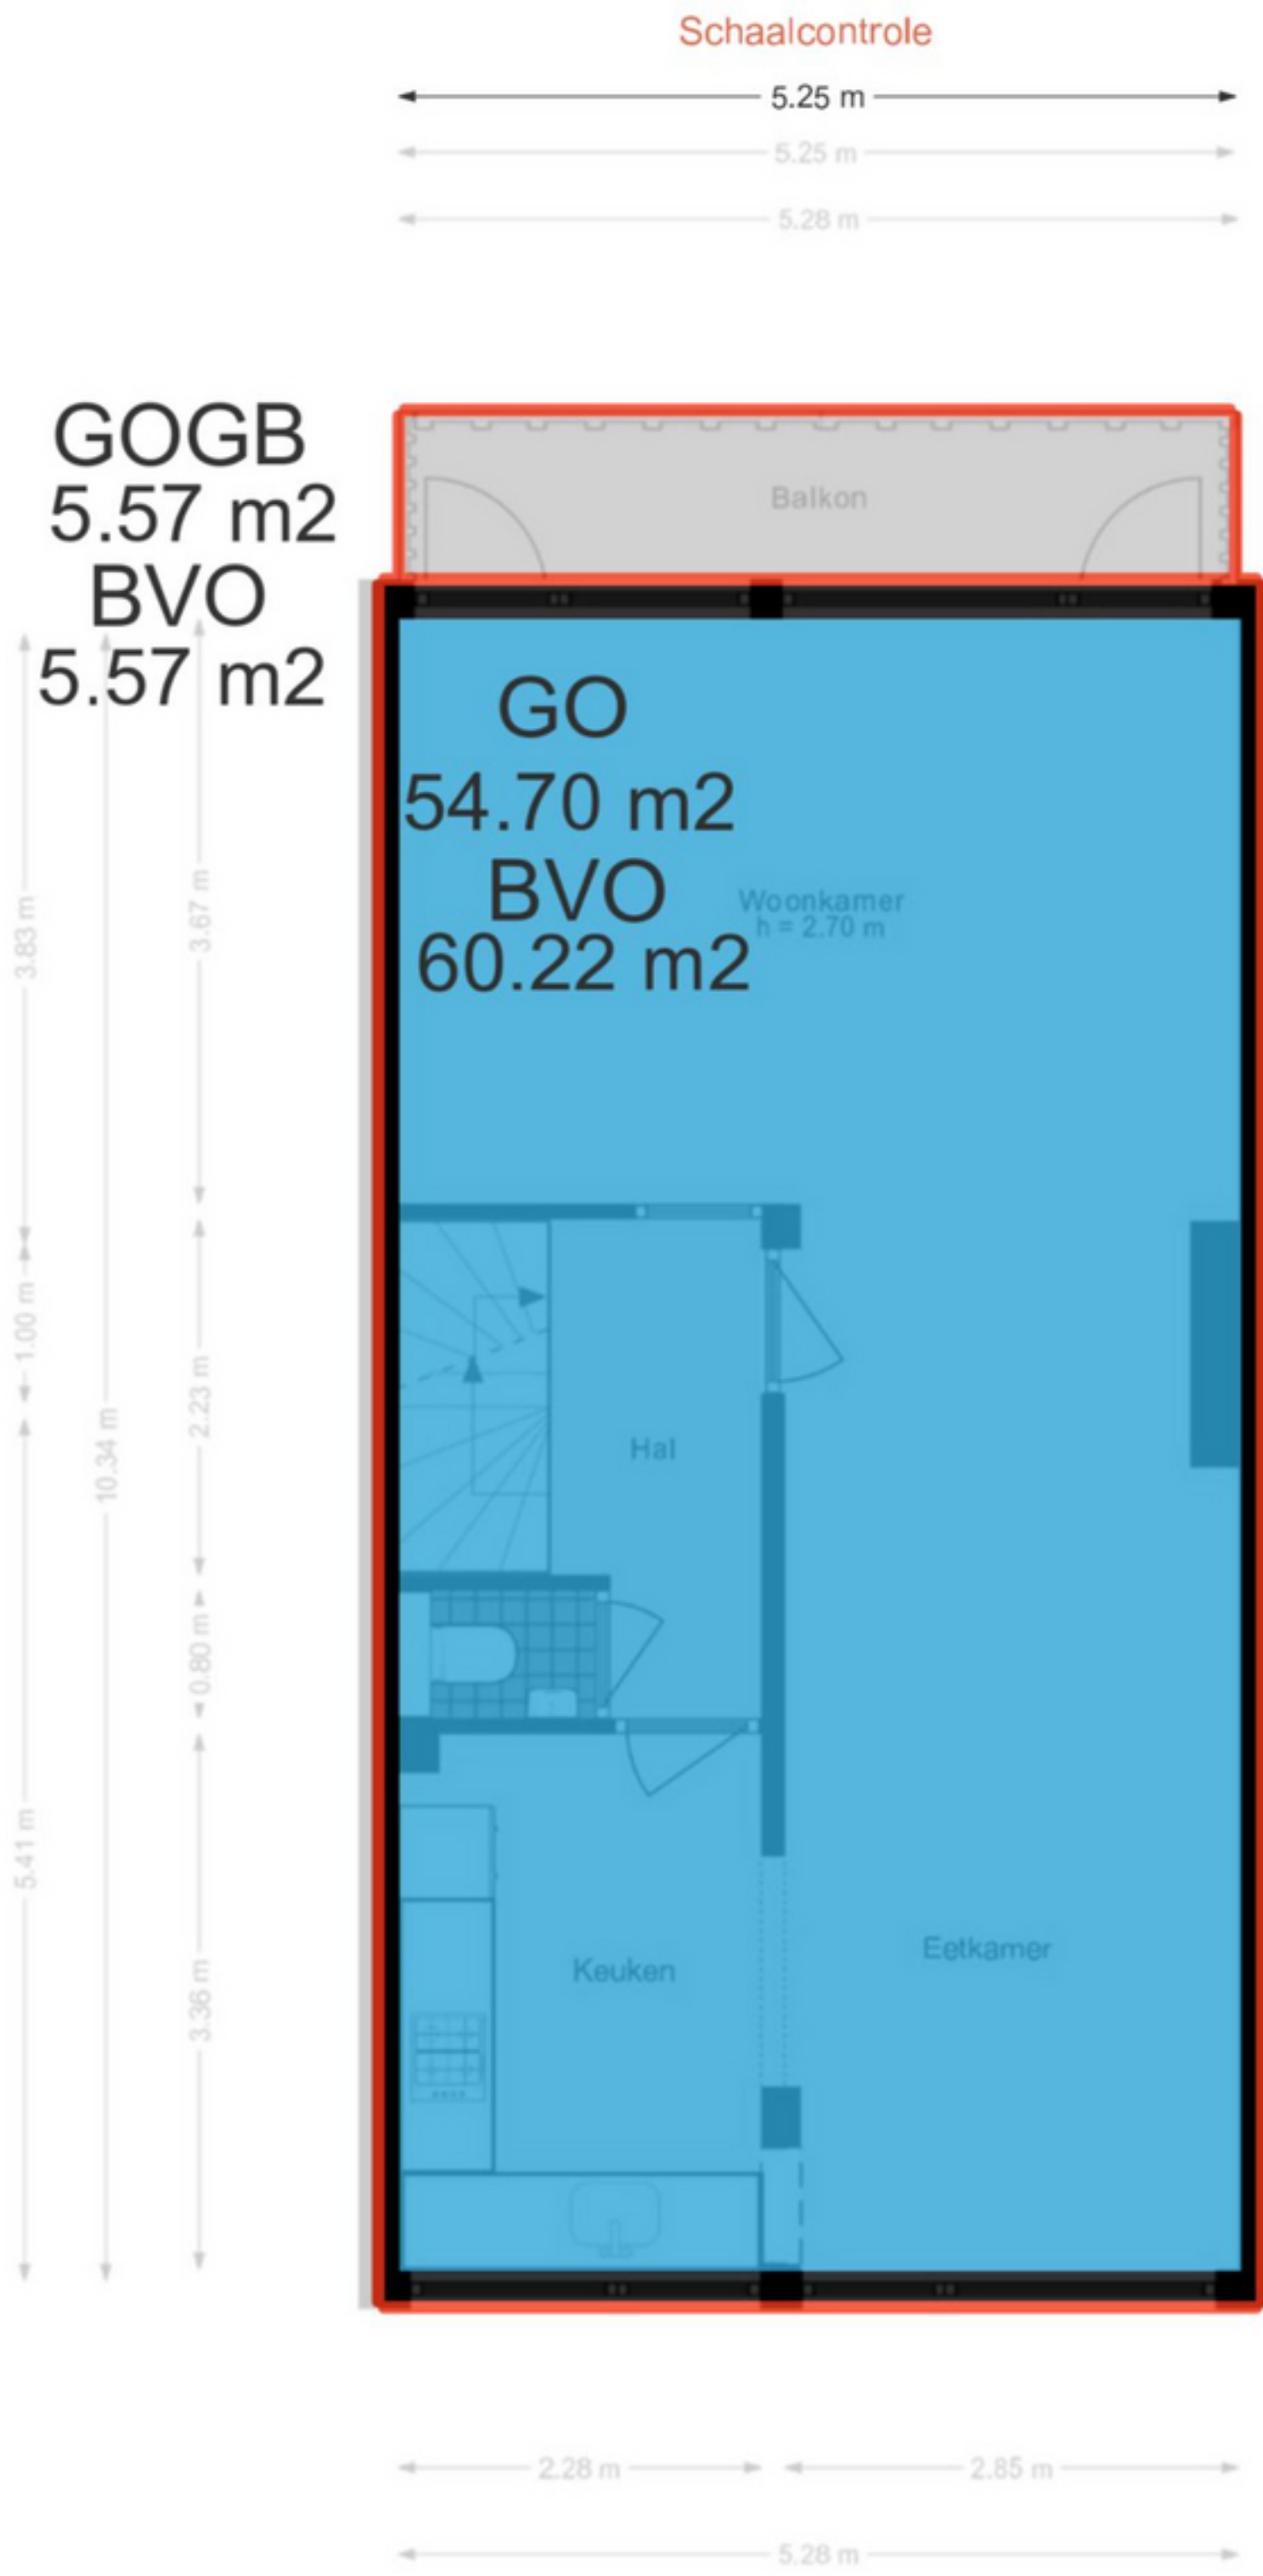 Schaalcontrole
5.25 m
5.25 m
5.28 m
GOGB
5.57 m2
BVO
5.57 m2
Balkon
GO
54.70 m2
BVO
60.22 m2
Woonkamer
h = 2.70 m
3.83 m
3.67 m
1.00 m
10.34 m
2.23 m
Hal
0.80 m
5.41 m
3.36 m
Keuken
Eetkamer
2.28 m
2.85 m
5.28 m